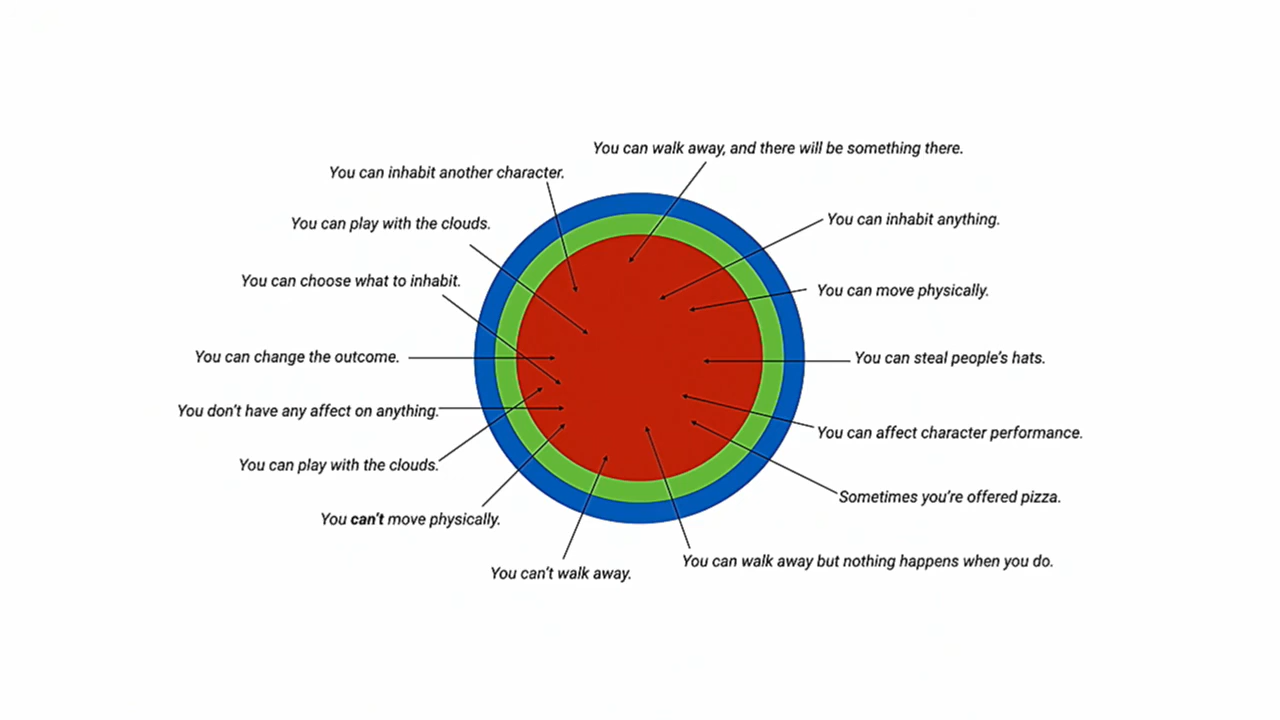 You can walk away, and there will be something there.
You can inhabit another character.
You can inhabit anything.
You can play with the clouds.
You can choose what to inhabit.
You can move physically.
You can change the outcome.
You can steal people's hats.
You don't have any affect on anything.
You can affect character performance.
You can play with the clouds.
Sometimes you're offered pizza.
You can't move physically.
You can walk away but nothing happens when you do.
You can't walk away.